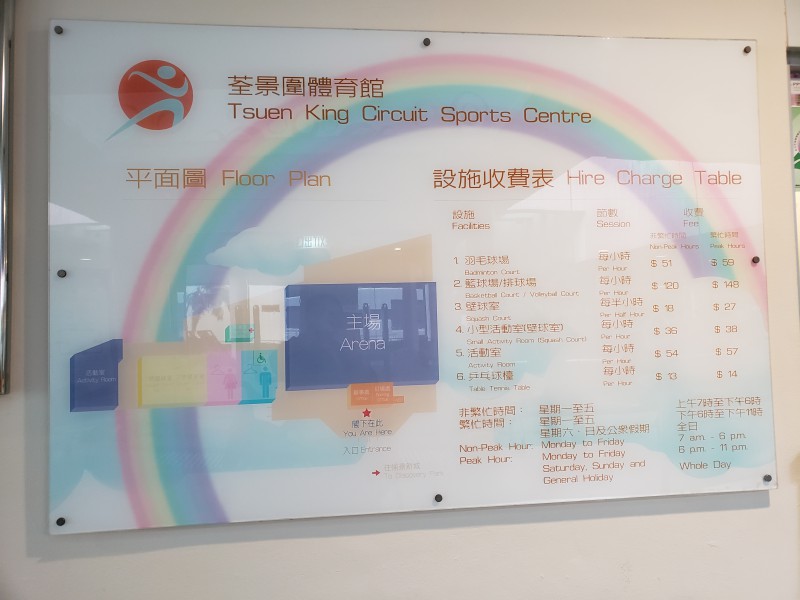 荃景圍體育館
Tsuen King Circuit Sports Centre
平面圖 Floor Plan
主場
Arena
活動室
Activity Room
閣下在此
You Are Here
入口 Entrance
設施收費表 Hire Charge Table
設施 節數 收費
Facilities Session Fee
非繁忙時間 繁忙時間
Non-Peak Hours Peak Hours
1. 羽毛球場 每小時 $ 51 $ 59
Badminton Court Per Hour
2. 籃球場/排球場 每小時 $ 120 $ 148
Basketball Court / Volleyball Court Per Hour
3. 壁球室 每半小時 $ 18 $ 27
Squash Court Per Half Hour
4. 小型活動室(壁球室) 每小時 $ 36 $ 38
Small Activity Room (Squash Court) Per Hour
5. 活動室 每小時 $ 54 $ 57
Activity Room Per Hour
6. 乒乓球檯 每小時 $ 13 $ 14
Table Tennis Table Per Hour
非繁忙時間： 星期一至五 上午7時至下午6時
繁忙時間： 星期一至五 下午6時至下午11時
星期六、日及公眾假期 全日
Non-Peak Hour: Monday to Friday 7 a.m. - 6 p.m.
Peak Hour: Monday to Friday 6 p.m. - 11 p.m.
Saturday, Sunday and Whole Day
General Holiday